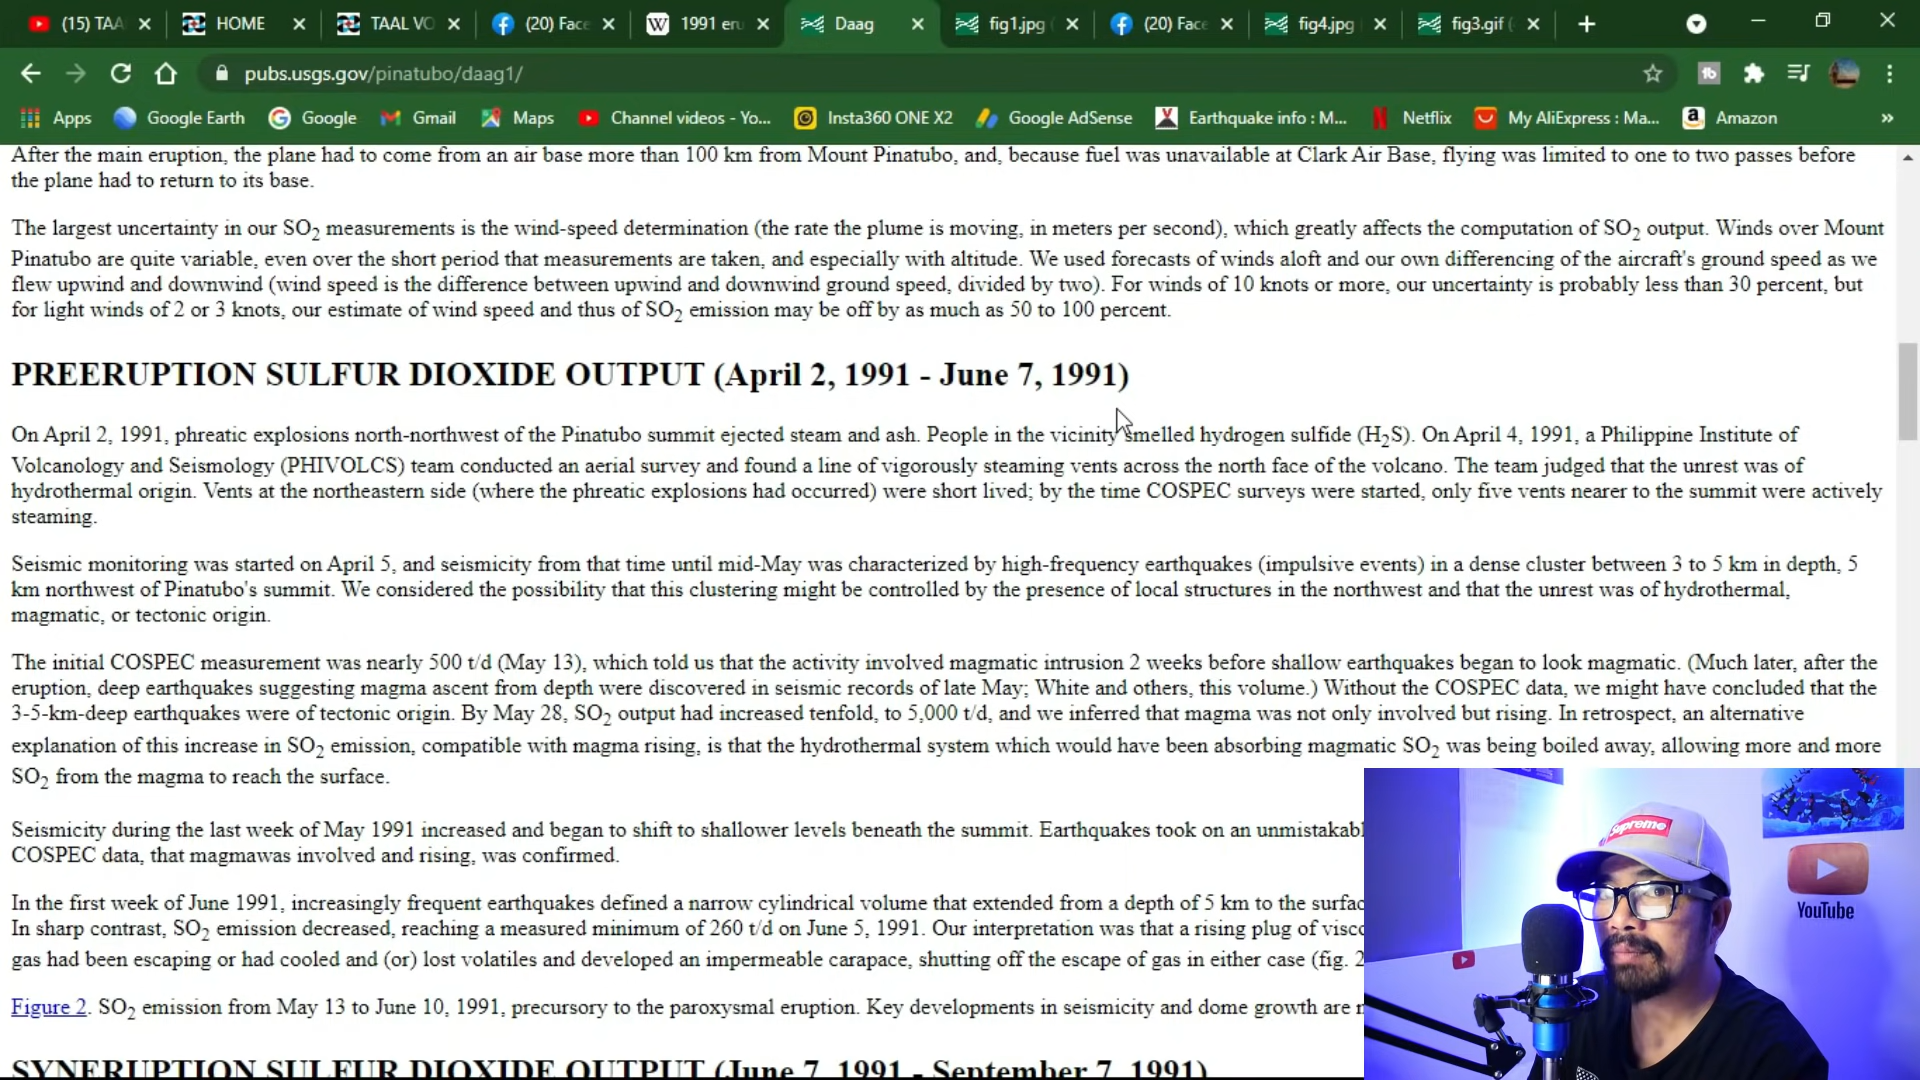 (15) TAA
HOME
TAAL VO
(20) Face
1991 eru
Daag
fig1.jpg (
(20) Face
fig4.jpg
fig3.gif (
pubs.usgs.gov/pinatubo/daag1/
Apps
Google Earth
Google
Gmail
Maps
Channel videos - Yo...
Insta360 ONE X2
Google AdSense
Earthquake info : M...
Netflix
My AliExpress : Ma...
Amazon
After the main eruption, the plane had to come from an air base more than 100 km from Mount Pinatubo, and, because fuel was unavailable at Clark Air Base, flying was limited to one to two passes before
the plane had to return to its base.
The largest uncertainty in our SO2 measurements is the wind-speed determination (the rate the plume is moving, in meters per second), which greatly affects the computation of SO2 output. Winds over Mount
Pinatubo are quite variable, even over the short period that measurements are taken, and especially with altitude. We used forecasts of winds aloft and our own differencing of the aircraft's ground speed as we
flew upwind and downwind (wind speed is the difference between upwind and downwind ground speed, divided by two). For winds of 10 knots or more, our uncertainty is probably less than 30 percent, but
for light winds of 2 or 3 knots, our estimate of wind speed and thus of SO2 emission may be off by as much as 50 to 100 percent.
PREERUPTION SULFUR DIOXIDE OUTPUT (April 2, 1991 - June 7, 1991)
On April 2, 1991, phreatic explosions north-northwest of the Pinatubo summit ejected steam and ash. People in the vicinity smelled hydrogen sulfide (H2S). On April 4, 1991, a Philippine Institute of
Volcanology and Seismology (PHIVOLCS) team conducted an aerial survey and found a line of vigorously steaming vents across the north face of the volcano. The team judged that the unrest was of
hydrothermal origin. Vents at the northeastern side (where the phreatic explosions had occurred) were short lived; by the time COSPEC surveys were started, only five vents nearer to the summit were actively
steaming.
Seismic monitoring was started on April 5, and seismicity from that time until mid-May was characterized by high-frequency earthquakes (impulsive events) in a dense cluster between 3 to 5 km in depth, 5
km northwest of Pinatubo's summit. We considered the possibility that this clustering might be controlled by the presence of local structures in the northwest and that the unrest was of hydrothermal,
magmatic, or tectonic origin.
The initial COSPEC measurement was nearly 500 t/d (May 13), which told us that the activity involved magmatic intrusion 2 weeks before shallow earthquakes began to look magmatic. (Much later, after the
eruption, deep earthquakes suggesting magma ascent from depth were discovered in seismic records of late May; White and others, this volume.) Without the COSPEC data, we might have concluded that the
3-5-km-deep earthquakes were of tectonic origin. By May 28, SO2 output had increased tenfold, to 5,000 t/d, and we inferred that magma was not only involved but rising. In retrospect, an alternative
explanation of this increase in SO2 emission, compatible with magma rising, is that the hydrothermal system which would have been absorbing magmatic SO2 was being boiled away, allowing more and more
SO2 from the magma to reach the surface.
Seismicity during the last week of May 1991 increased and began to shift to shallower levels beneath the summit. Earthquakes took on an unmistakabl
COSPEC data, that magmawas involved and rising, was confirmed.
In the first week of June 1991, increasingly frequent earthquakes defined a narrow cylindrical volume that extended from a depth of 5 km to the surfac
In sharp contrast, SO2 emission decreased, reaching a measured minimum of 260 t/d on June 5, 1991. Our interpretation was that a rising plug of visc
gas had been escaping or had cooled and (or) lost volatiles and developed an impermeable carapace, shutting off the escape of gas in either case (fig. 2
Figure 2. SO2 emission from May 13 to June 10, 1991, precursory to the paroxysmal eruption. Key developments in seismicity and dome growth are
SYNERUPTION SULFUR DIOXIDE OUTPUT (June 7, 1991 - September 7, 1991)
Supreme
YouTube